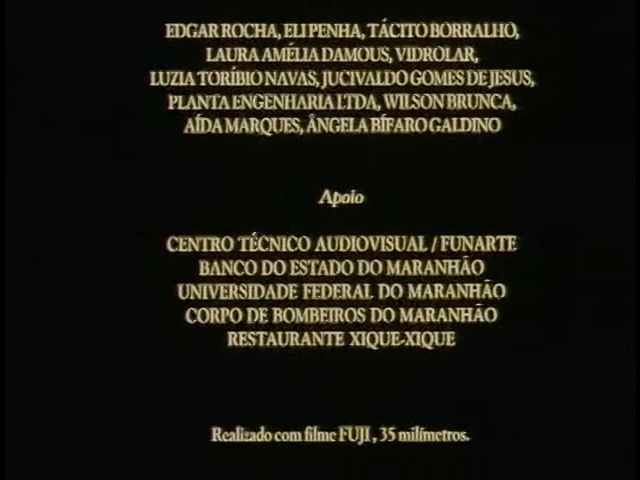 EDGAR ROCHA, ELI PENHA, TÁCITO BORRALHO,
LAURA AMÉLIA DAMOUS, VIDROLAR,
LUZIA TORÍBIO NAVAS, JUCIVALDO GOMES DE JESUS,
PLANTA ENGENHARIA LTDA, WILSON BRUNCA,
AÍDA MARQUES, ÂNGELA BÍFARO GALDINO
Apoio
CENTRO TÉCNICO AUDIOVISUAL / FUNARTE
BANCO DO ESTADO DO MARANHÃO
UNIVERSIDADE FEDERAL DO MARANHÃO
CORPO DE BOMBEIROS DO MARANHÃO
RESTAURANTE XIQUE-XIQUE
Realizado com filme FUJI, 35 milímetros.